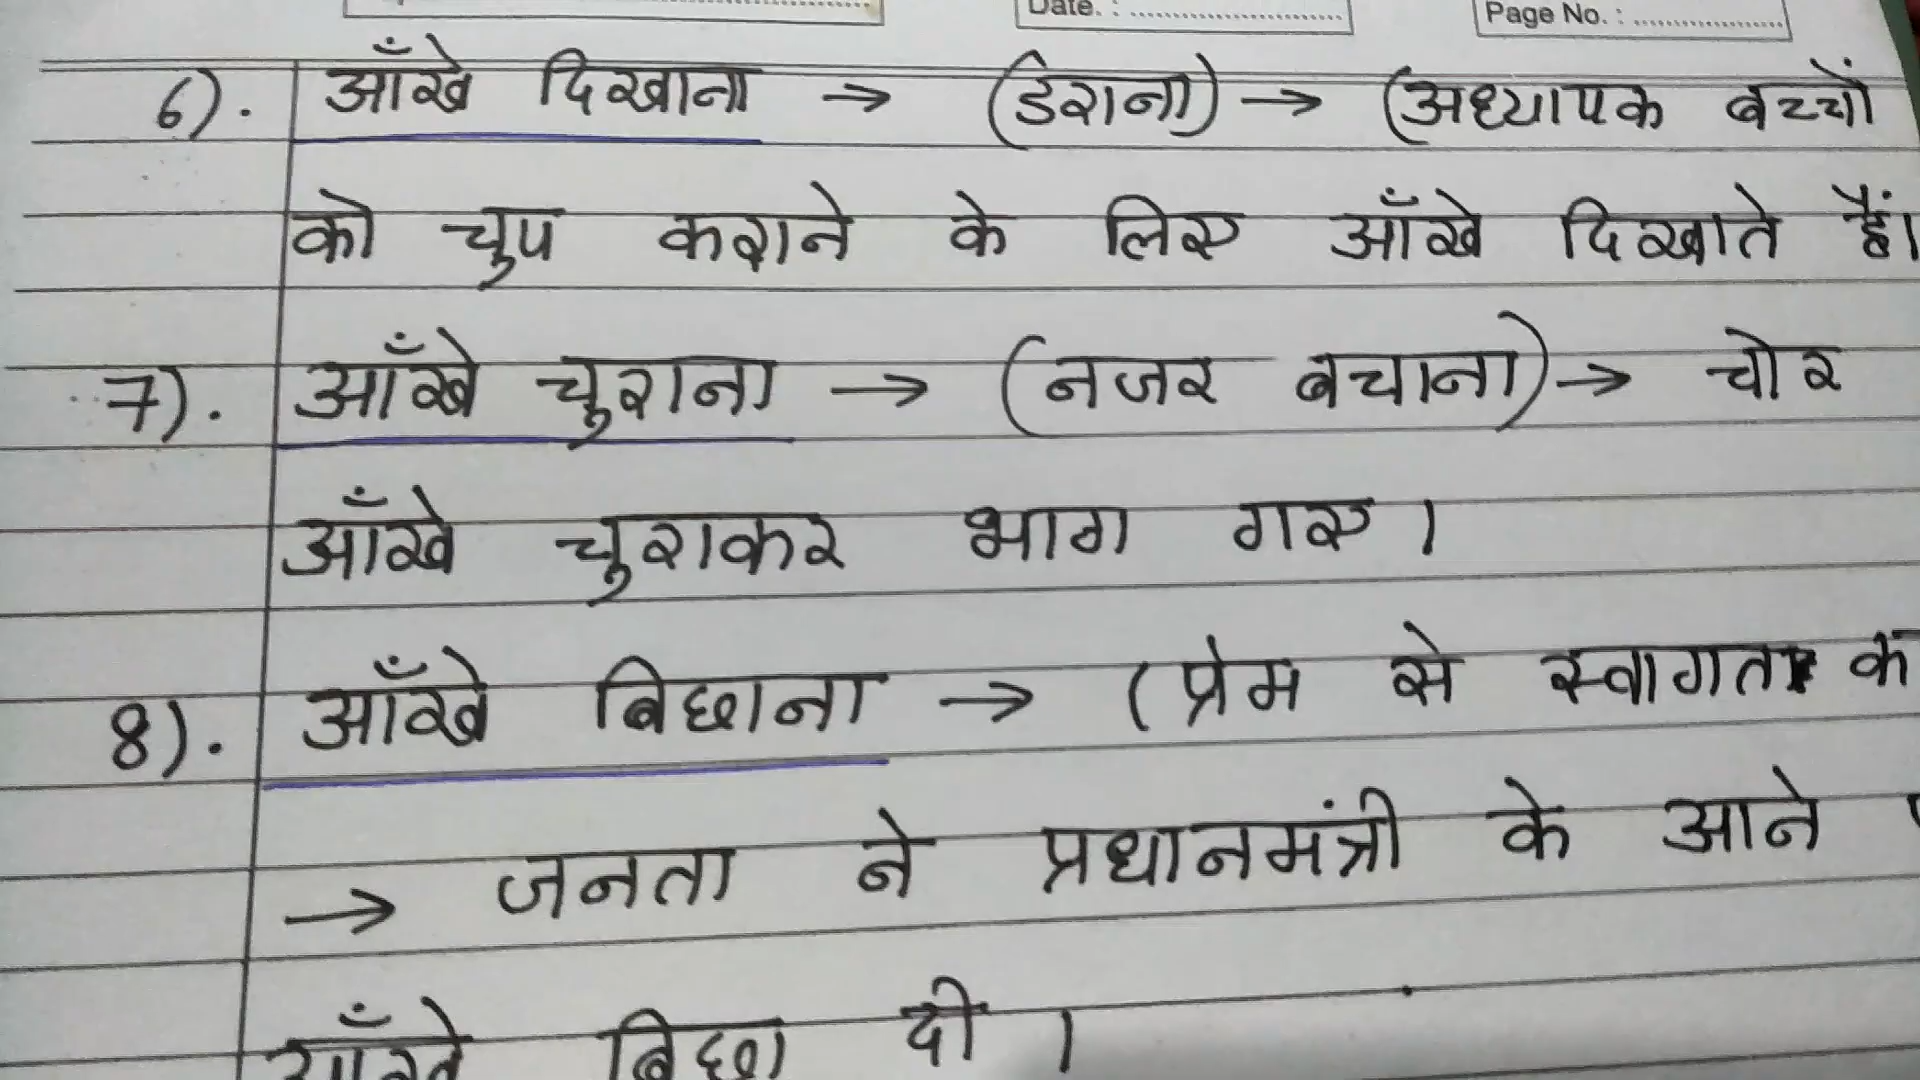 Date. : ............
Page No. : ............
6). आँखे दिखाना → (डराना) → (अध्यापक बच्चों
को चुप कराने के लिए आँखे दिखाते हैं।
7). आँखे चुराना → (नजर बचाना) → चोर
आँखे चुराकर भाग गए।
8). आँखे बिछाना → (प्रेम से स्वागत
→ जनता ने प्रधानमंत्री के आने
आँखे बिछा दी।